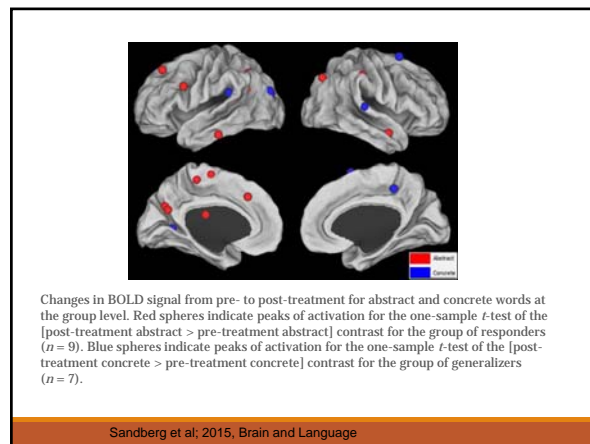 Abstract
Concrete
Changes in BOLD signal from pre- to post-treatment for abstract and concrete words at
the group level. Red spheres indicate peaks of activation for the one-sample t-test of the
[post-treatment abstract > pre-treatment abstract] contrast for the group of responders
(n = 9). Blue spheres indicate peaks of activation for the one-sample t-test of the [post-
treatment concrete > pre-treatment concrete] contrast for the group of generalizers
(n = 7).
Sandberg et al; 2015, Brain and Language